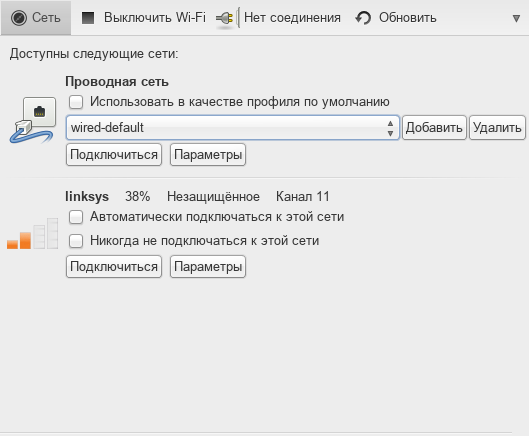 Сеть Выключить Wi-Fi Нет соединения Обновить
Доступны следующие сети:
Проводная сеть
Использовать в качестве профиля по умолчанию
wired-default Добавить Удалить
Подключиться Параметры
linksys 38% Незащищённое Канал 11
Автоматически подключаться к этой сети
Никогда не подключаться к этой сети
Подключиться Параметры